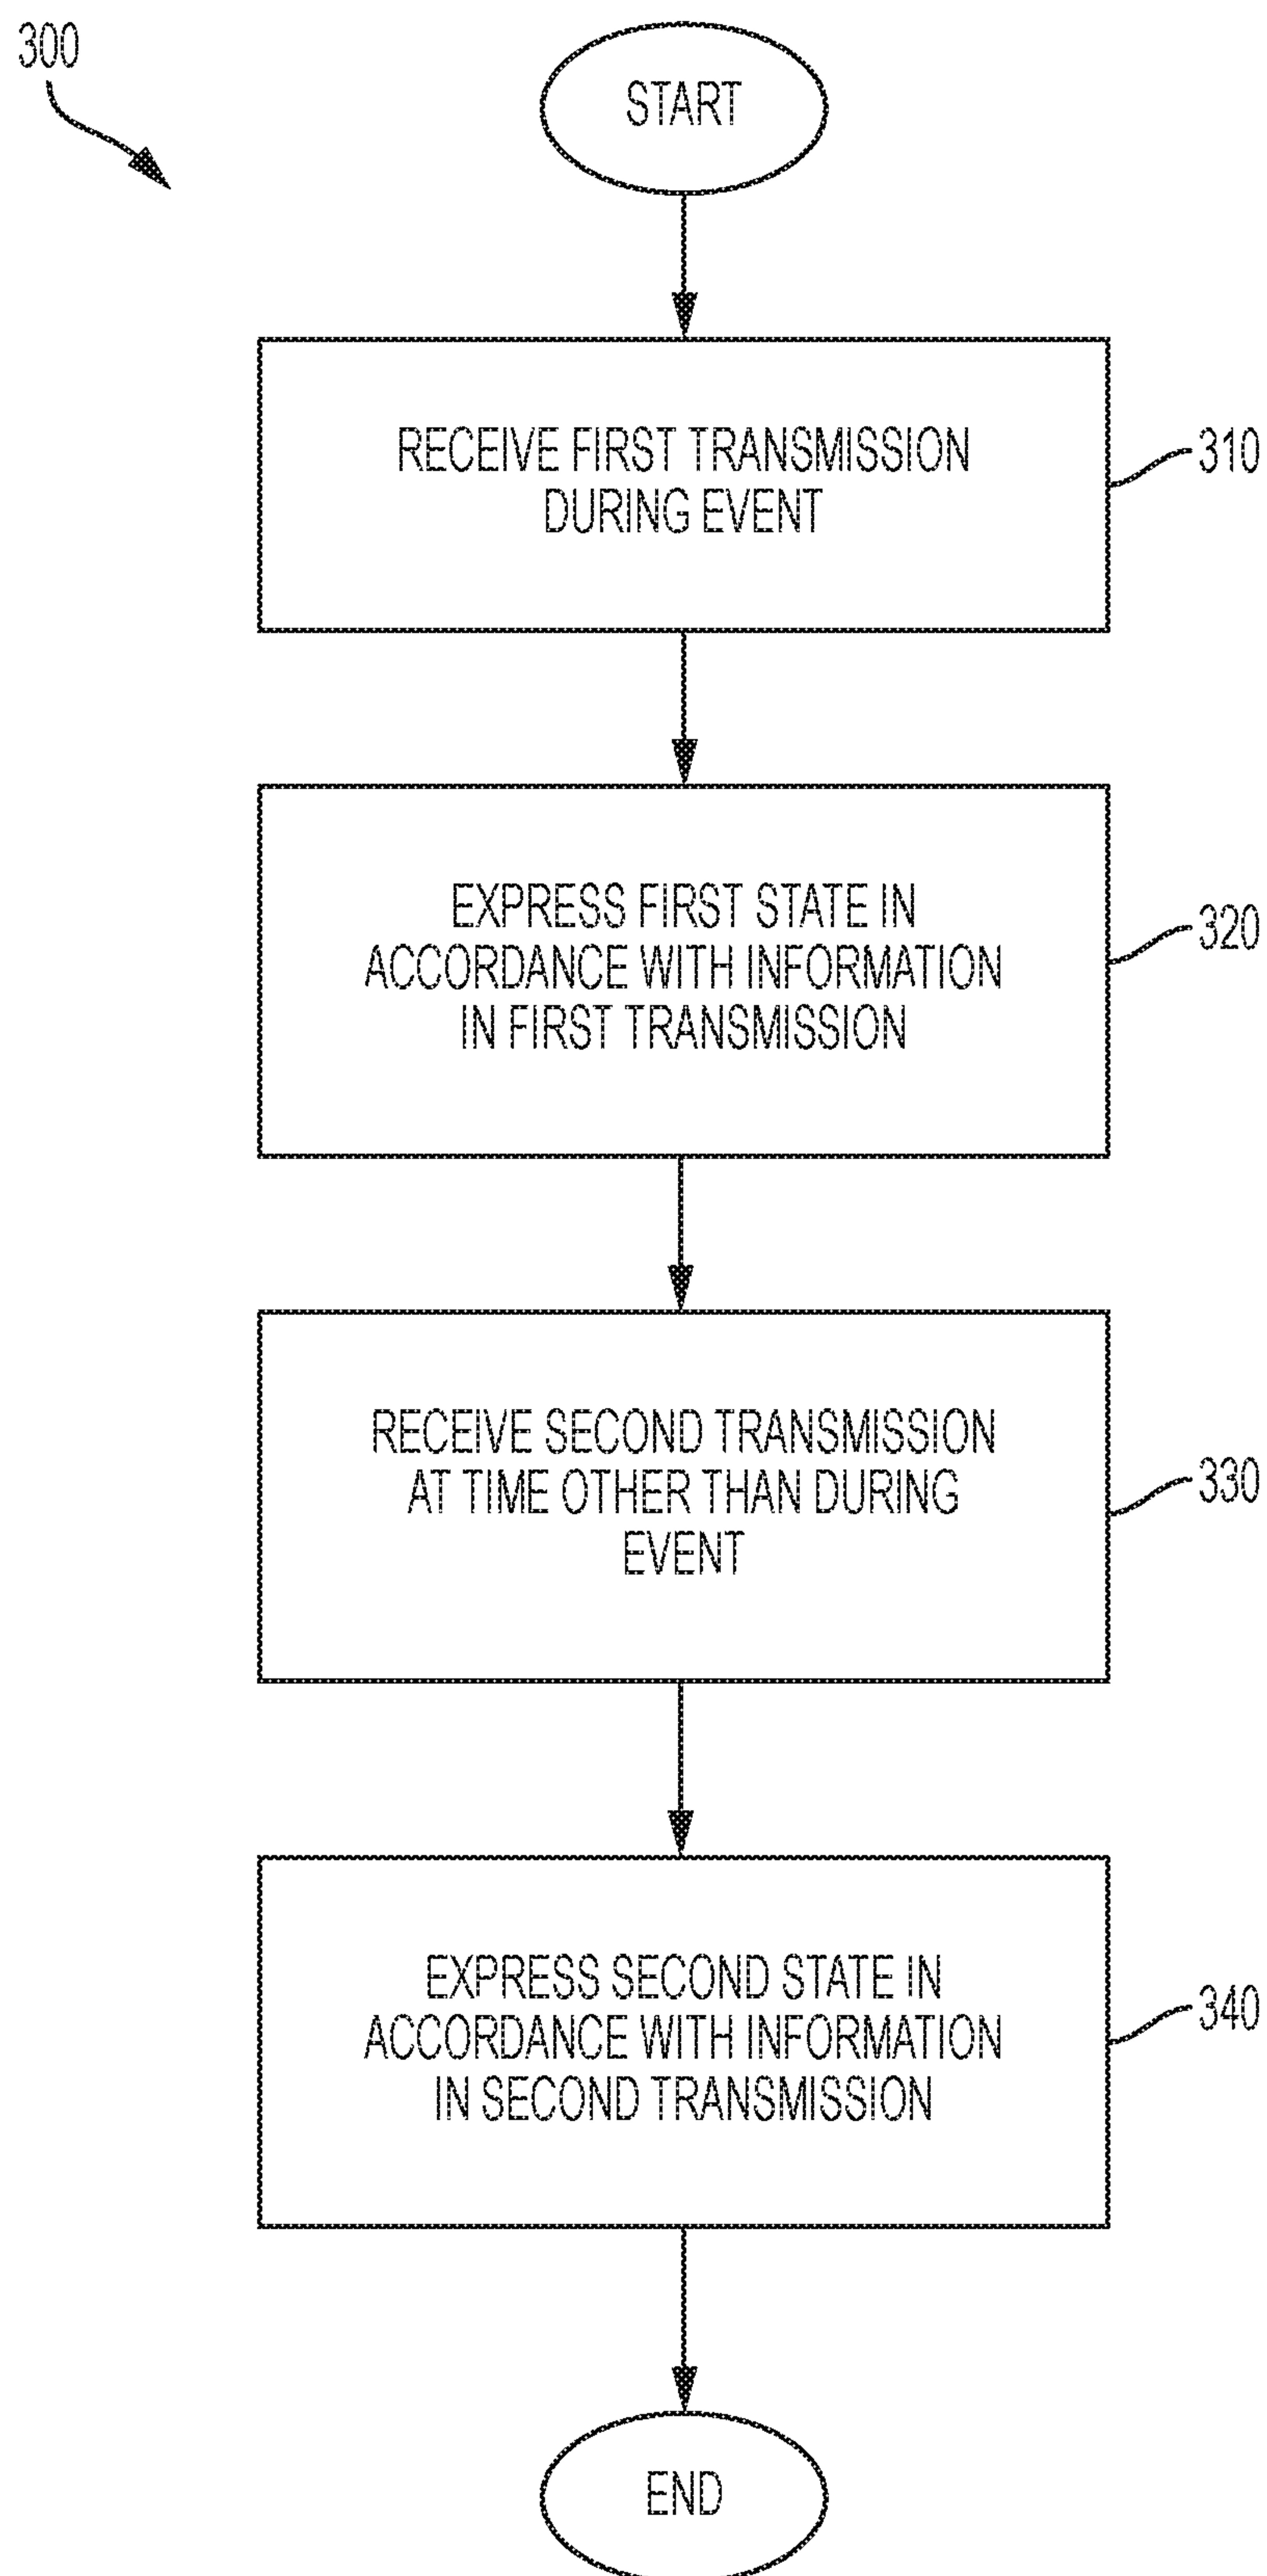 300
START
RECEIVE FIRST TRANSMISSION
DURING EVENT
310
EXPRESS FIRST STATE IN
ACCORDANCE WITH INFORMATION
IN FIRST TRANSMISSION
320
RECEIVE SECOND TRANSMISSION
AT TIME OTHER THAN DURING
EVENT
330
EXPRESS SECOND STATE IN
ACCORDANCE WITH INFORMATION
IN SECOND TRANSMISSION
340
END